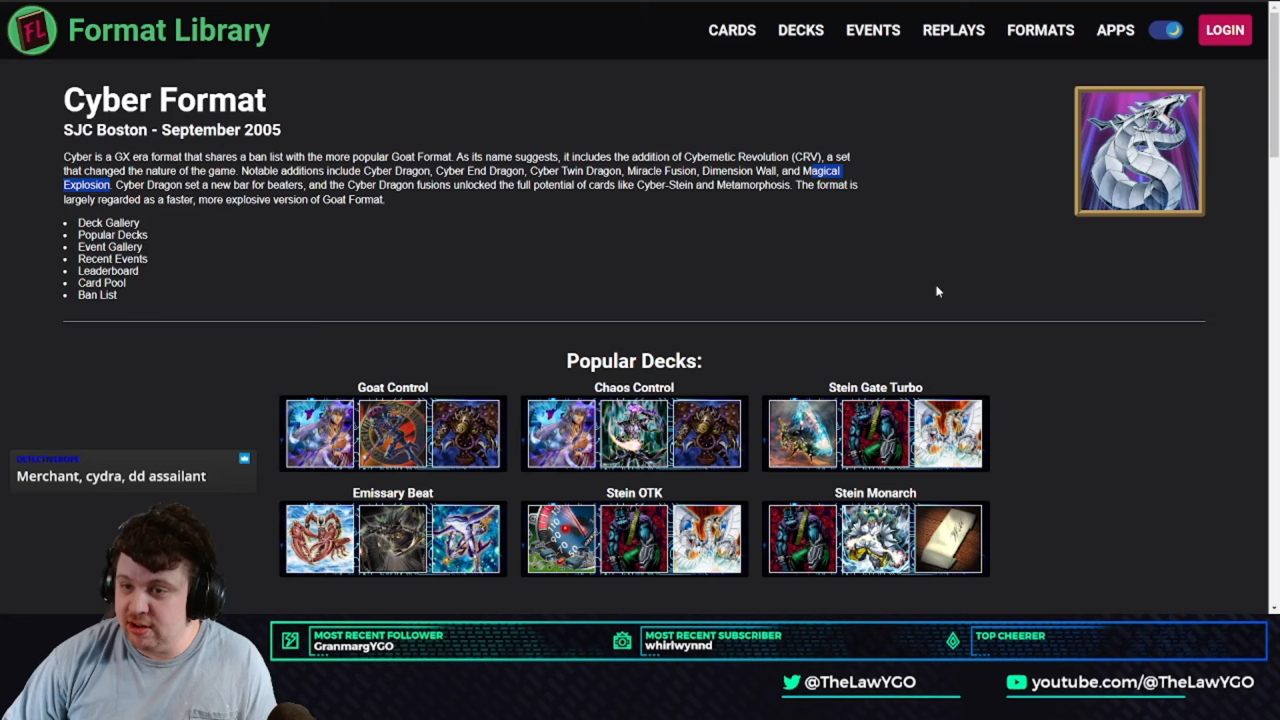 FL Format Library
CARDS DECKS EVENTS REPLAYS FORMATS APPS LOGIN
Cyber Format
SJC Boston - September 2005
Cyber is a GX era format that shares a ban list with the more popular Goat Format. As its name suggests, it includes the addition of Cybernetic Revolution (CRV), a set
that changed the nature of the game. Notable additions include Cyber Dragon, Cyber End Dragon, Cyber Twin Dragon, Miracle Fusion, Dimension Wall, and Magical
Explosion. Cyber Dragon set a new bar for beaters, and the Cyber Dragon fusions unlocked the full potential of cards like Cyber-Stein and Metamorphosis. The format is
largely regarded as a faster, more explosive version of Goat Format.
• Deck Gallery
• Popular Decks
• Event Gallery
• Recent Events
• Leaderboard
• Card Pool
• Ban List
Popular Decks:
Goat Control Chaos Control Stein Gate Turbo
Merchant, cydra, dd assailant
Emissary Beat Stein OTK Stein Monarch
MOST RECENT FOLLOWER
GranmargYGO
MOST RECENT SUBSCRIBER
whirlwynnd
TOP CHEERER
@TheLawYGO
youtube.com/@TheLawYGO